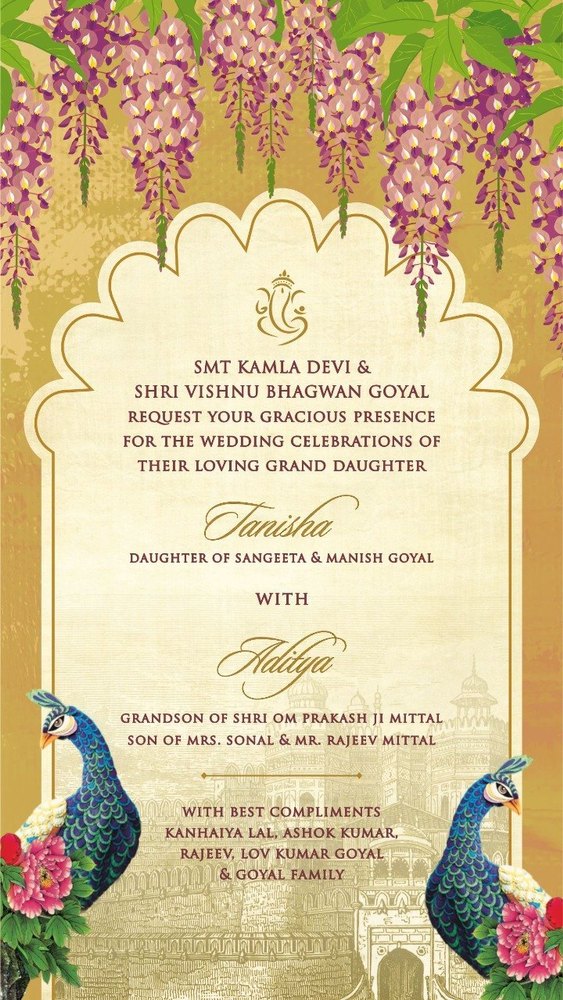 SMT KAMLA DEVI &
SHRI VISHNU BHAGWAN GOYAL
REQUEST YOUR GRACIOUS PRESENCE
FOR THE WEDDING CELEBRATIONS OF
THEIR LOVING GRAND DAUGHTER
Tanisha
DAUGHTER OF SANGEETA & MANISH GOYAL
WITH
Aditya
GRANDSON OF SHRI OM PRAKASH JI MITTAL
SON OF MRS. SONAL & MR. RAJEEV MITTAL
WITH BEST COMPLIMENTS
KANHAIYA LAL, ASHOK KUMAR,
RAJEEV, LOV KUMAR GOYAL
& GOYAL FAMILY